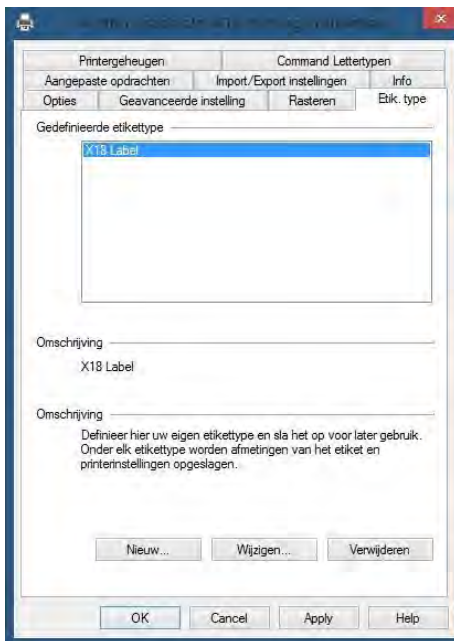 Printergeheugen Command Lettertypen
Aangepaste opdrachten Import/Export instellingen Info
Opties Geavanceerde instelling Rasteren Etik. type
Gedefinieerde etikettype
X18 Label
Omschrijving
X18 Label
Omschrijving
Definieer hier uw eigen etikettype en sla het op voor later gebruik.
Onder elk etikettype worden afmetingen van het etiket en
printerinstellingen opgeslagen.
Nieuw... Wijzigen... Verwijderen
OK Cancel Apply Help